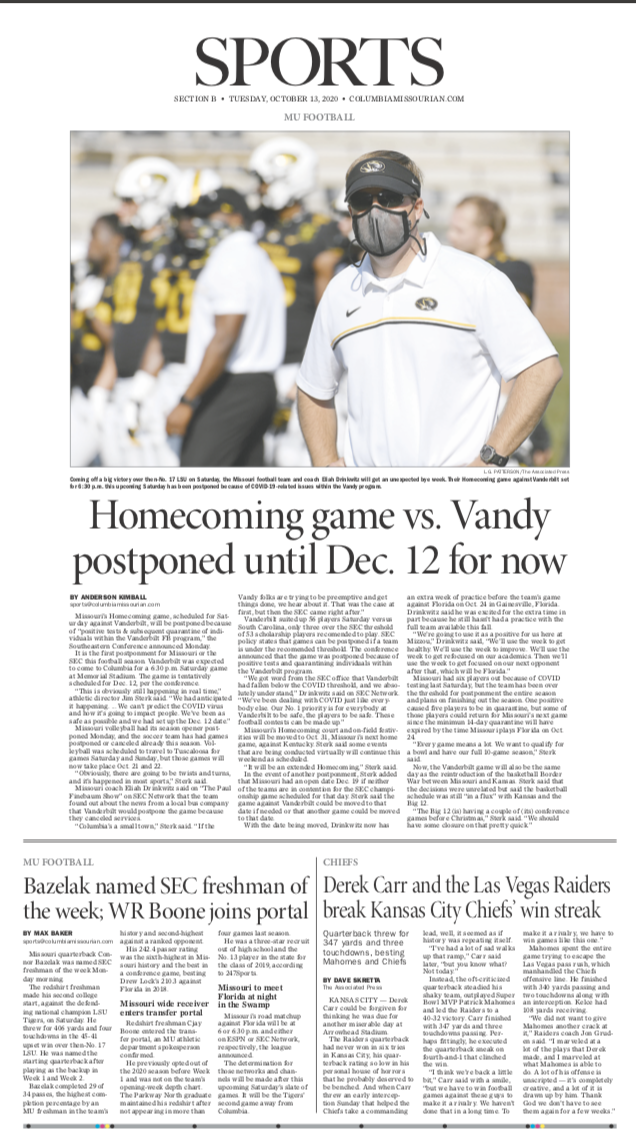 SPORTS
SECTION B • TUESDAY, OCTOBER 13, 2020 • COLUMBIAMISSOURIAN.COM
MU FOOTBALL
L.G. PATTERSON/The Associated Press
Coming off a big victory over then-No. 17 LSU on Saturday, the Missouri football team and coach Eliah Drinkwitz will get an unexpected bye week. Their Homecoming game against Vanderbilt set
for 6:30 p.m. this upcoming Saturday has been postponed because of COVID-19-related issues within the Vandy program.
Homecoming game vs. Vandy
postponed until Dec. 12 for now
BY ANDERSON KIMBALL
sports@columbiamissourian.com
Missouri's Homecoming game, scheduled for Sat-
urday against Vanderbilt, will be postponed because
of "positive tests & subsequent quarantine of indi-
viduals within the Vanderbilt FB program," the
Southeastern Conference announced Monday.
It is the first postponement for Missouri or the
SEC this football season. Vanderbilt was expected
to come to Columbia for a 6:30 p.m. Saturday game
at Memorial Stadium. The game is tentatively
scheduled for Dec. 12, per the conference.
"This is obviously still happening in real time,"
athletic director Jim Sterk said. "We had anticipated
it happening. ... We can't predict the COVID virus
and how it's going to impact people. We've been as
safe as possible and we had set up the Dec. 12 date."
Missouri volleyball had its season opener post-
poned Monday, and the soccer team has had games
postponed or canceled already this season. Vol-
leyball was scheduled to travel to Tuscaloosa for
games Saturday and Sunday, but those games will
now take place Oct. 21 and 22.
"Obviously, there are going to be twists and turns,
and it's happened in most sports," Sterk said.
Missouri coach Eliah Drinkwitz said on "The Paul
Finebaum Show" on SEC Network that the team
found out about the news from a local bus company
that Vanderbilt would postpone the game because
they canceled services.
"Columbia's a small town," Sterk said. "If the
Vandy folks are trying to be preemptive and get
things done, we hear about it. That was the case at
first, but then the SEC came right after."
Vanderbilt suited up 56 players Saturday versus
South Carolina, only three over the SEC threshold
of 53 scholarship players recommended to play. SEC
policy states that games can be postponed if a team
is under the recommended threshold. The conference
announced that the game was postponed because of
positive tests and quarantining individuals within
the Vanderbilt program.
"We got word from the SEC office that Vanderbilt
had fallen below the COVID threshold, and we abso-
lutely understand," Drinkwitz said on SEC Network.
"We've been dealing with COVID just like every-
body else. Our No. 1 priority is for everybody at
Vanderbilt to be safe, the players to be safe. These
football contests can be made up."
Missouri's Homecoming court and on-field festiv-
ities will be moved to Oct. 31, Missouri's next home
game, against Kentucky. Sterk said some events
that are being conducted virtually will continue this
weekend as scheduled.
"It will be an extended Homecoming," Sterk said.
In the event of another postponement, Sterk added
that Missouri had an open date Dec. 19 if neither
of the teams are in contention for the SEC champi-
onship game scheduled for that day. Sterk said the
game against Vanderbilt could be moved to that
date if needed or that another game could be moved
to that date.
With the date being moved, Drinkwitz now has
an extra week of practice before the team's game
against Florida on Oct. 24 in Gainesville, Florida.
Drinkwitz said he was excited for the extra time in
part because he still hasn't had a practice with the
full team available this fall.
"We're going to use it as a positive for us here at
Mizzou," Drinkwitz said, "We'll use the week to get
healthy. We'll use the week to improve. We'll use the
week to get refocused on our academics. Then we'll
use the week to get focused on our next opponent
after that, which will be Florida."
Missouri had six players out because of COVID
testing last Saturday, but the team has been over
the threshold for postponement the entire season
and plans on finishing out the season. One positive
caused five players to be in quarantine, but some of
those players could return for Missouri's next game
since the minimum 14-day quarantine will have
expired by the time Missouri plays Florida on Oct.
24.
"Every game means a lot. We want to qualify for
a bowl and have our full 10-game season," Sterk
said.
Now, the Vanderbilt game will also be the same
day as the reintroduction of the basketball Border
War between Missouri and Kansas. Sterk said that
the decisions were unrelated but said the basketball
schedule was still "in a flux" with Kansas and the
Big 12.
"The Big 12 (is) having a couple of (its) conference
games before Christmas," Sterk said. "We should
have some closure on that pretty quick."
MU FOOTBALL
Bazelak named SEC freshman of
the week; WR Boone joins portal
BY MAX BAKER
sports@columbiamissourian.com
Missouri quarterback Con-
nor Bazelak was named SEC
freshman of the week Mon-
day morning.
The redshirt freshman
made his second college
start, against the defend-
ing national champion LSU
Tigers, on Saturday. He
threw for 406 yards and four
touchdowns in the 45-41
upset win over then-No. 17
LSU. He was named the
starting quarterback after
playing as the backup in
Week 1 and Week 2.
Bazelak completed 29 of
34 passes, the highest com-
pletion percentage by an
MU freshman in the team's
history and second-highest
against a ranked opponent.
His 242.4 passer rating
was the sixth-highest in Mis-
souri history and the best in
a conference game, besting
Drew Lock's 210.3 against
Florida in 2018.
Missouri wide receiver
enters transfer portal
Redshirt freshman Cjay
Boone entered the trans-
fer portal, an MU athletic
department spokesperson
confirmed.
He previously opted out of
the 2020 season before Week
1 and was not on the team's
opening-week depth chart.
The Parkway North graduate
maintained his redshirt after
not appearing in more than
four games last season.
He was a three-star recruit
out of high school and the
No. 13 player in the state for
the class of 2019, according
to 247Sports.
Missouri to meet
Florida at night
in the Swamp
Missouri's road matchup
against Florida will be at
6 or 6:30 p.m. and either
on ESPN or SEC Network,
respectively, the league
announced.
The determination for
those networks and chan-
nels will be made after this
upcoming Saturday's slate of
games. It will be the Tigers'
second game away from
Columbia.
CHIEFS
Derek Carr and the Las Vegas Raiders
break Kansas City Chiefs' win streak
Quarterback threw for
347 yards and three
touchdowns, besting
Mahomes and Chiefs
BY DAVE SKRETTA
The Associated Press
KANSAS CITY — Derek
Carr could be forgiven for
thinking he was due for
another miserable day at
Arrowhead Stadium.
The Raiders quarterback
had never won in six tries
in Kansas City, his quar-
terback rating so low in his
personal house of horrors
that he probably deserved to
be benched. And when Carr
threw an early intercep-
tion Sunday that helped the
Chiefs take a commanding
lead, well, it seemed as if
history was repeating itself.
"I've had a lot of sad walks
up that ramp," Carr said
later, "but you know what?
Not today."
Instead, the oft-criticized
quarterback steadied his
shaky team, outplayed Super
Bowl MVP Patrick Mahomes
and led the Raiders to a
40-32 victory. Carr finished
with 347 yards and three
touchdowns passing. Per-
haps fittingly, he executed
the quarterback sneak on
fourth-and-1 that clinched
the win.
"I think we're back a little
bit," Carr said with a smile,
"but we have to win football
games against these guys to
make it a rivalry. We haven't
done that in a long time. To
make it a rivalry, we have to
win games like this one."
Mahomes spent the entire
game trying to escape the
Las Vegas pass rush, which
manhandled the Chiefs
offensive line. He finished
with 340 yards passing and
two touchdowns along with
an interception. Kelce had
108 yards receiving.
"We did not want to give
Mahomes another crack at
it," Raiders coach Jon Grud-
en said. "I marveled at a
lot of the plays that Derek
made, and I marveled at
what Mahomes is able to
do. A lot of his offense is
unscripted — it's completely
creative, and a lot of it is
drawn up by him. Thank
God we don't have to see
them again for a few weeks."